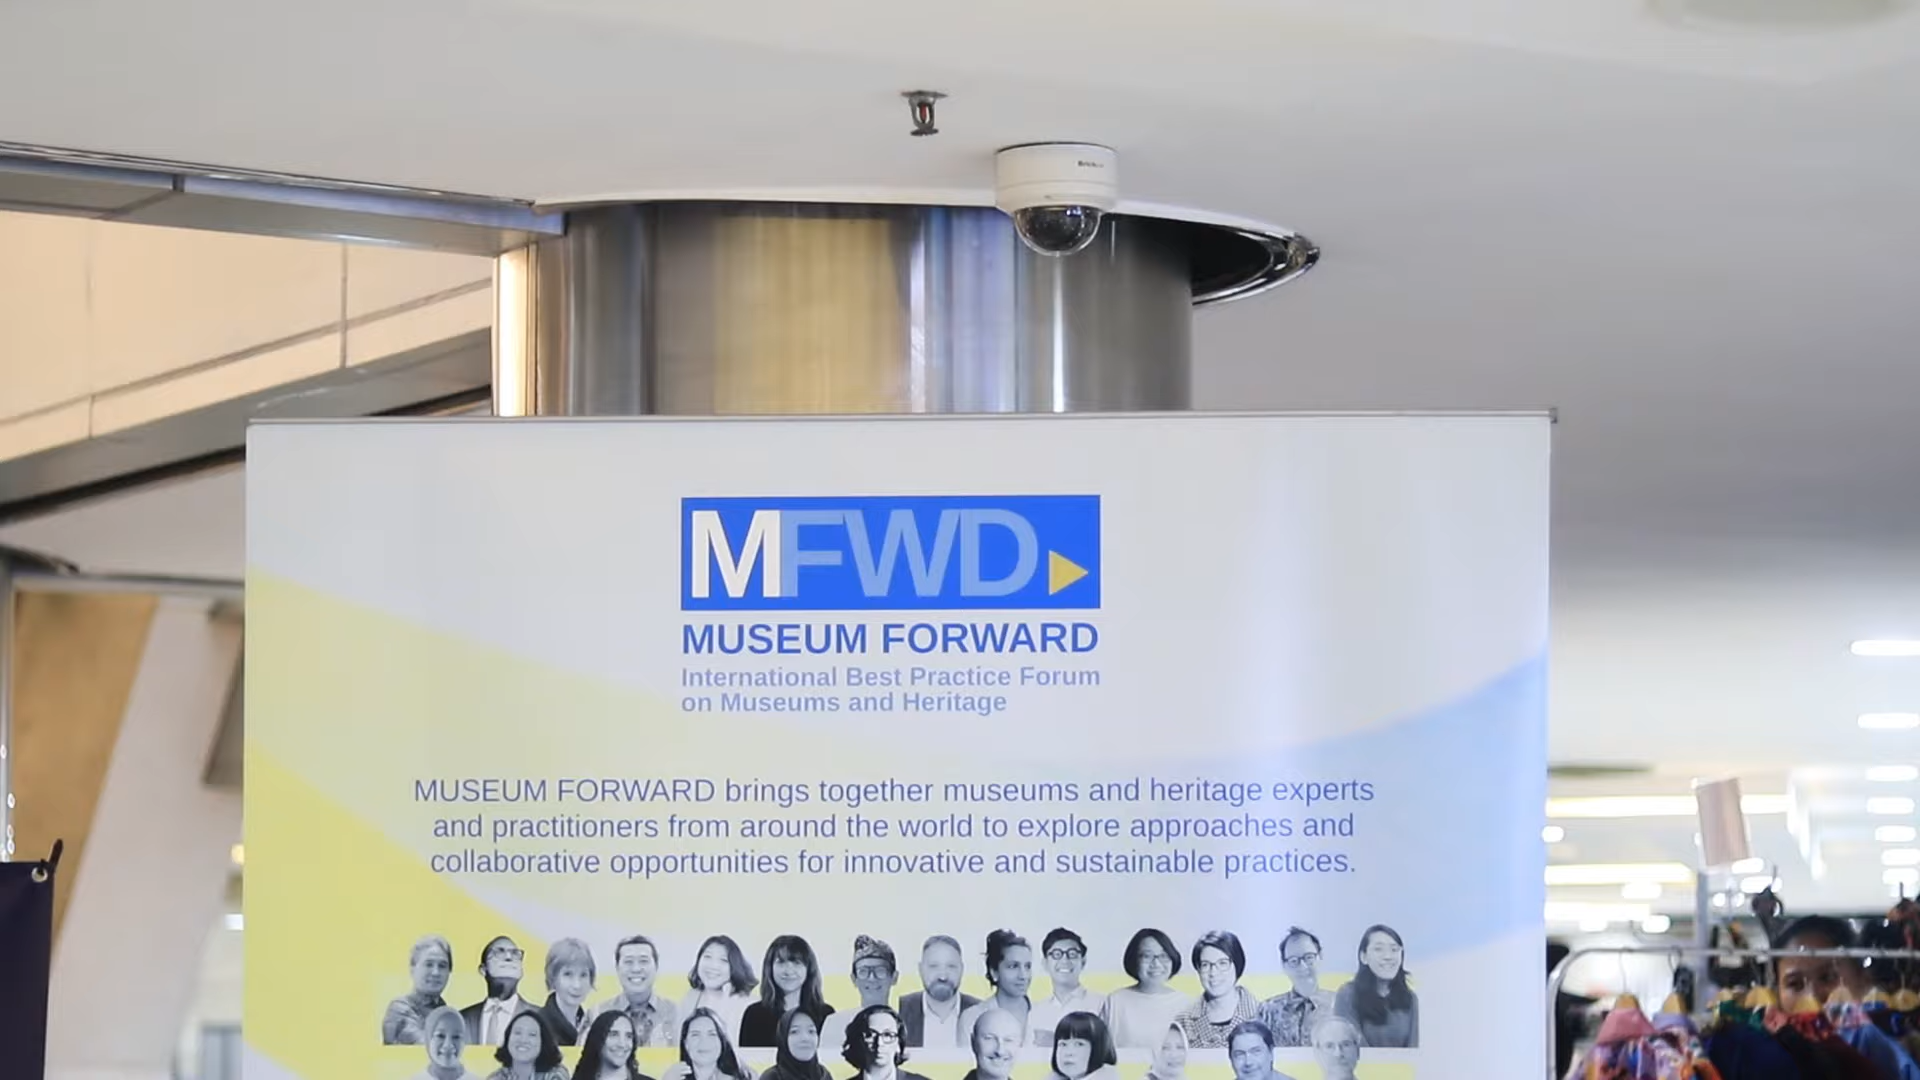 MFWD
MUSEUM FORWARD
International Best Practice Forum
on Museums and Heritage
MUSEUM FORWARD brings together museums and heritage experts
and practitioners from around the world to explore approaches and
collaborative opportunities for innovative and sustainable practices.